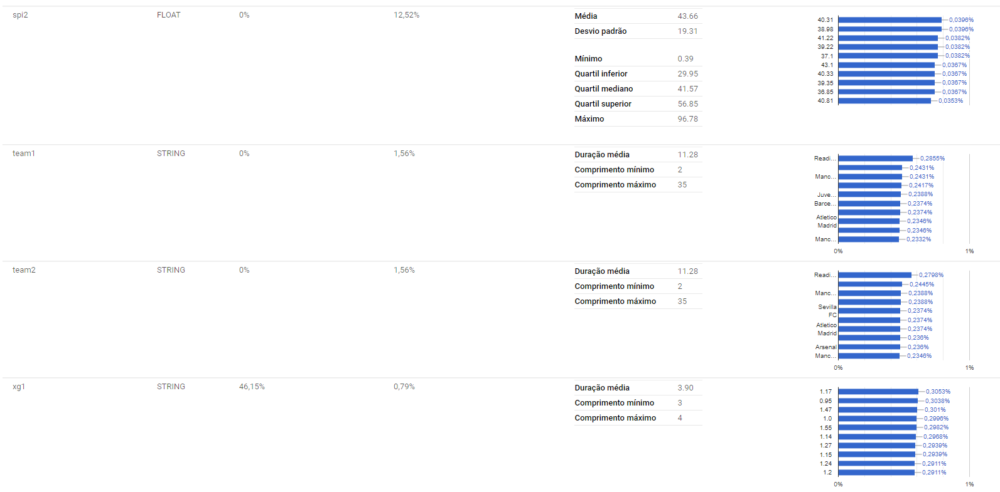 spi2 FLOAT 0% 12,52%
Média 43.66
Desvio padrão 19.31
Mínimo 0.39
Quartil inferior 29.95
Quartil mediano 41.57
Quartil superior 56.85
Máximo 96.78
40.31 0,0396%
38.98 0,0396%
41.22 0,0382%
39.22 0,0382%
37.1 0,0382%
43.1 0,0367%
40.33 0,0367%
39.35 0,0367%
36.85 0,0367%
40.81 0,0353%
team1 STRING 0% 1,56%
Duração média 11.28
Comprimento mínimo 2
Comprimento máximo 35
Readi... 0,2855%
0,2431%
Manc... 0,2431%
0,2417%
Juve... 0,2388%
Barce... 0,2374%
0,2374%
Atletico
Madrid 0,2346%
0,2346%
Manc... 0,2332%
0% 1%
team2 STRING 0% 1,56%
Duração média 11.28
Comprimento mínimo 2
Comprimento máximo 35
Readi... 0,2798%
0,2445%
Manc... 0,2388%
0,2388%
Sevilla
FC 0,2374%
0,2374%
Atletico
Madrid 0,2374%
0,236%
Arsenal 0,236%
Manc... 0,2346%
0% 1%
xg1 STRING 46,15% 0,79%
Duração média 3.90
Comprimento mínimo 3
Comprimento máximo 4
1.17 0,3053%
0.95 0,3038%
1.47 0,301%
1.0 0,2996%
1.55 0,2982%
1.14 0,2968%
1.27 0,2939%
1.15 0,2939%
1.24 0,2911%
1.2 0,2911%
0% 1%